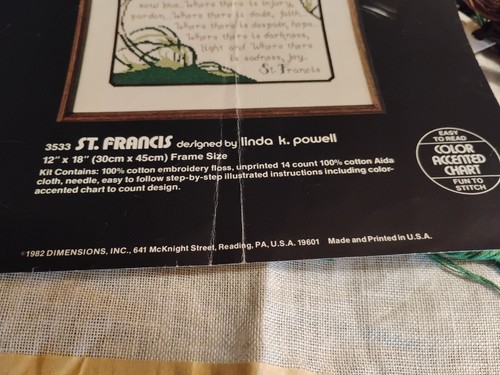 sow love. Where there is injury,
pardon. Where there is doubt, faith.
Where there is despair, hope.
Where there is darkness,
light and Where there
is sadness, joy.
St. Francis
3533 ST. FRANCIS designed by linda k. powell
12" x 18" (30cm x 45cm) Frame Size
Kit Contains: 100% cotton embroidery floss, unprinted 14 count 100% cotton Aida
cloth, needle, easy to follow step-by-step illustrated instructions including color-
accented chart to count design.
EASY
TO READ
COLOR
ACCENTED
CHART
FUN TO
STITCH
©1982 DIMENSIONS, INC., 641 McKnight Street, Reading, PA, U.S.A. 19601 Made and Printed in U.S.A.